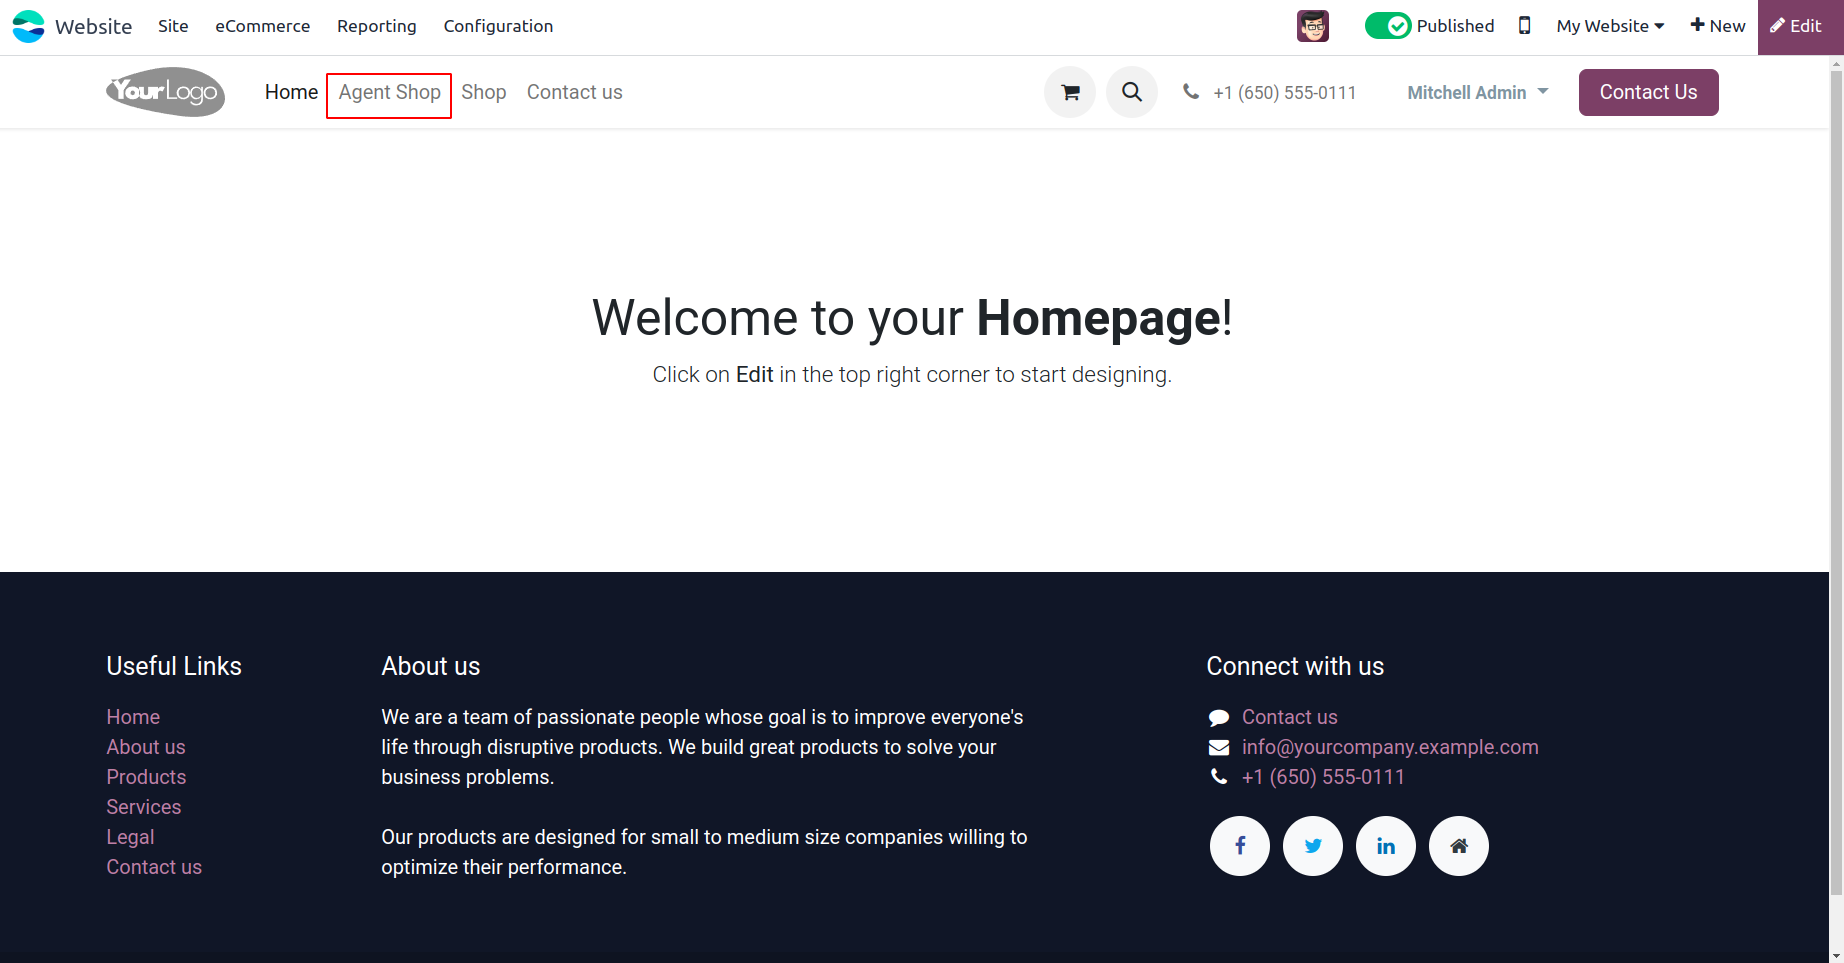 Website Site eCommerce Reporting Configuration Published My Website New Edit
YourLogo Home Agent Shop Shop Contact us +1 (650) 555-0111 Mitchell Admin Contact Us
Welcome to your Homepage!
Click on Edit in the top right corner to start designing.
Useful Links
Home
About us
Products
Services
Legal
Contact us
About us
We are a team of passionate people whose goal is to improve everyone's
life through disruptive products. We build great products to solve your
business problems.
Our products are designed for small to medium size companies willing to
optimize their performance.
Connect with us
Contact us
info@yourcompany.example.com
+1 (650) 555-0111